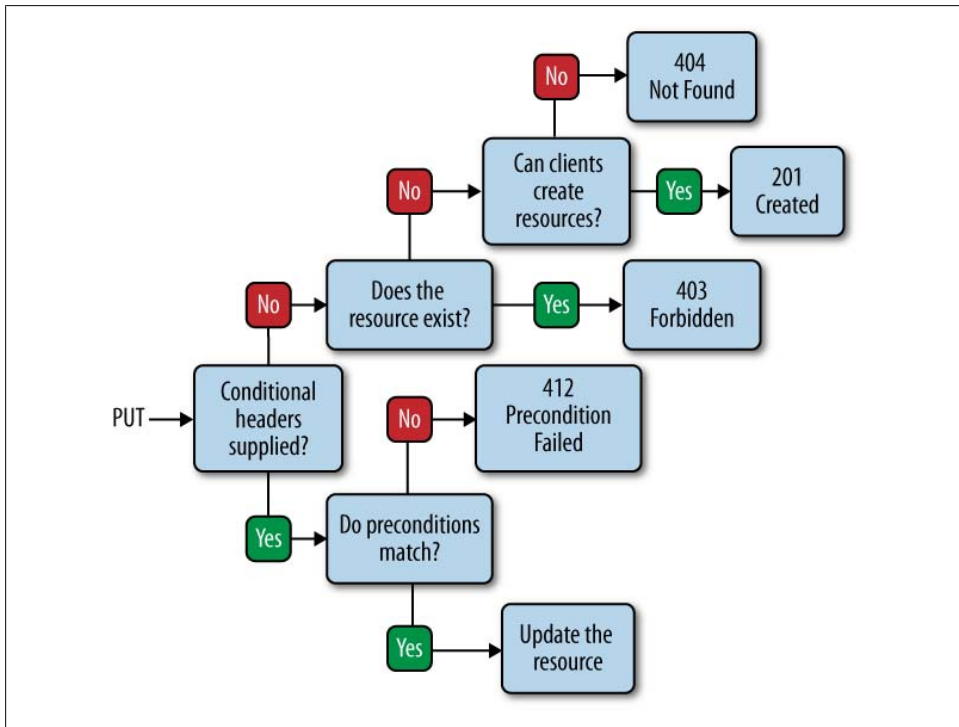 No
404
Not Found
No
Can clients
create
resources?
Yes
201
Created
No
Does the
resource exist?
Yes
403
Forbidden
PUT
Conditional
headers
supplied?
No
412
Precondition
Failed
Yes
Do preconditions
match?
Yes
Update the
resource